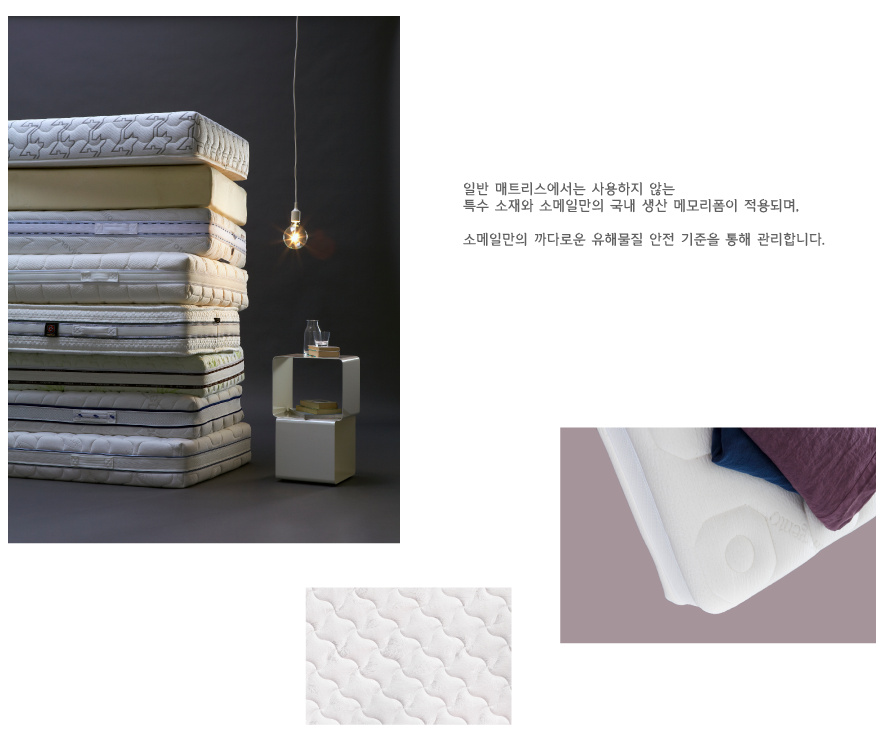 일반 매트리스에서는 사용하지 않는
특수 소재와 소메일만의 국내 생산 메모리폼이 적용되며,
소메일만의 까다로운 유해물질 안전 기준을 통해 관리합니다.